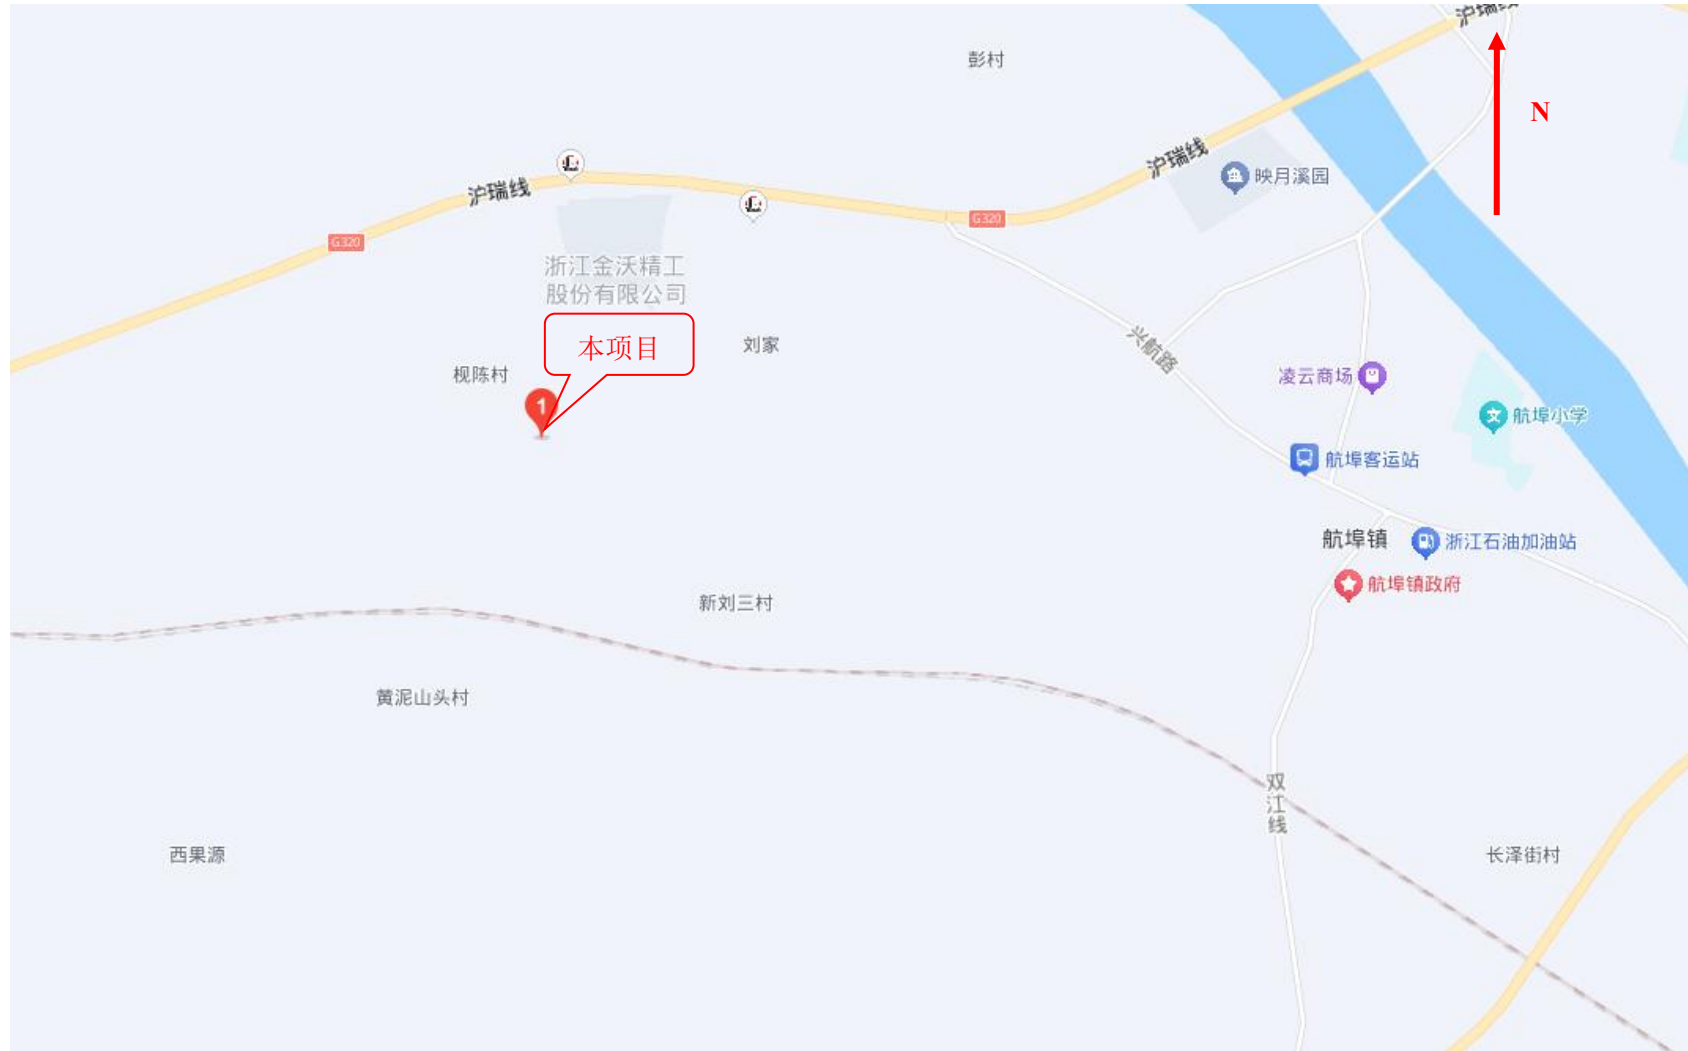 沪瑞线
彭村
N
沪瑞线
映月溪园
沪瑞线
G320
G320
浙江金沃精工
股份有限公司
本项目
刘家
兴航路
枧陈村
凌云商场
1
文
航埠小学
航埠客运站
航埠镇
浙江石油加油站
航埠镇政府
新刘三村
黄泥山头村
双江线
西果源
长泽街村